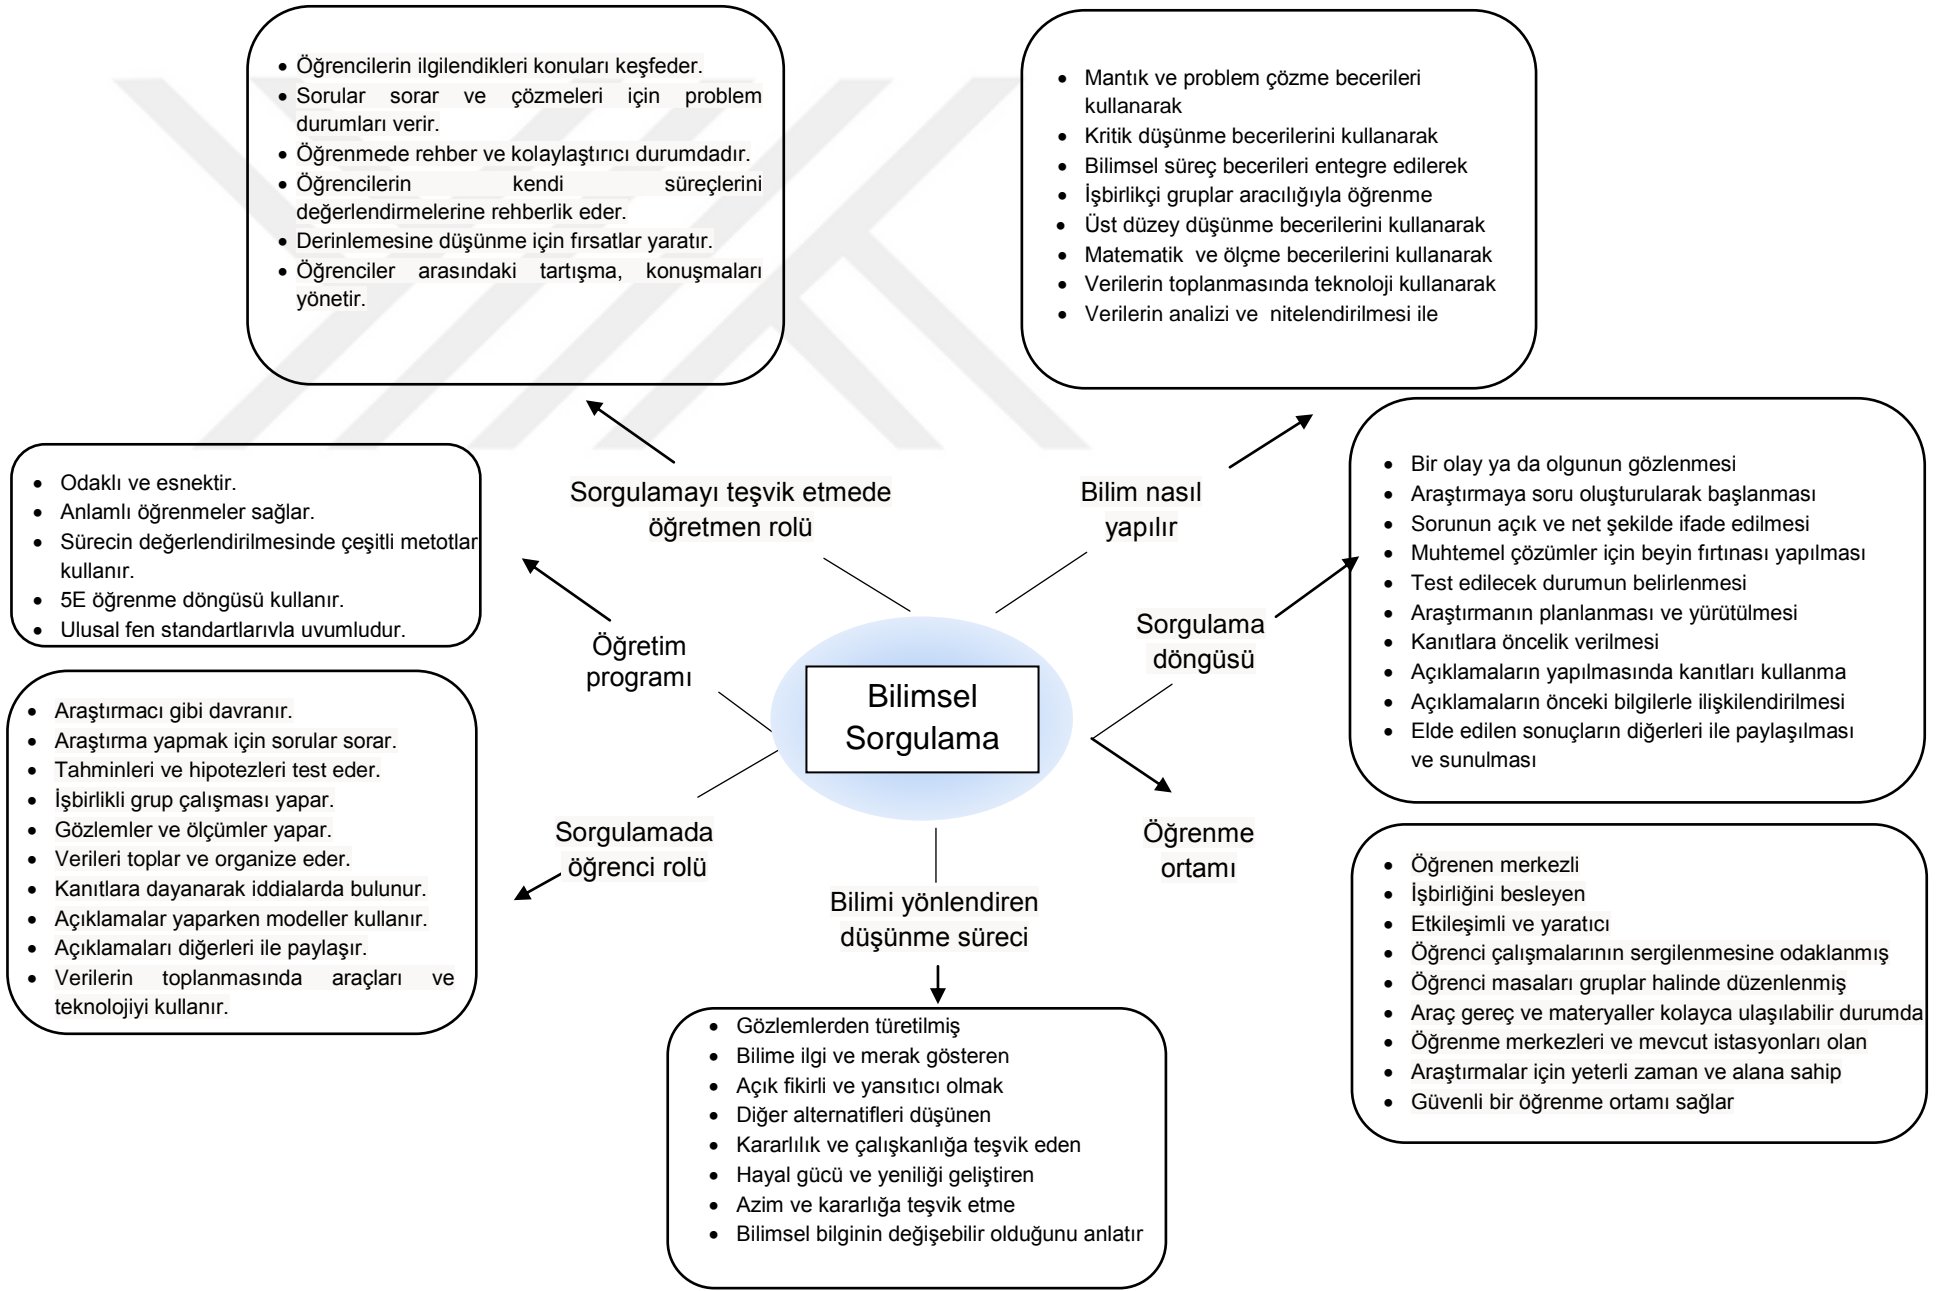 • Öğrencilerin ilgilendikleri konuları keşfeder.
• Sorular sorar ve çözmeleri için problem
durumları verir.
• Öğrenmede rehber ve kolaylaştırıcı durumdadır.
• Öğrencilerin kendi süreçlerini
değerlendirmelerine rehberlik eder.
• Derinlemesine düşünme için fırsatlar yaratır.
• Öğrenciler arasındaki tartışma, konuşmaları
yönetir.
• Mantık ve problem çözme becerileri
kullanarak
• Kritik düşünme becerilerini kullanarak
• Bilimsel süreç becerileri entegre edilerek
• İşbirlikçi gruplar aracılığıyla öğrenme
• Üst düzey düşünme becerilerini kullanarak
• Matematik ve ölçme becerilerini kullanarak
• Verilerin toplanmasında teknoloji kullanarak
• Verilerin analizi ve nitelendirilmesi ile
Sorgulamayı teşvik etmede
öğretmen rolü
Bilim nasıl
yapılır
• Odaklı ve esnektir.
• Anlamlı öğrenmeler sağlar.
• Sürecin değerlendirilmesinde çeşitli metotlar
kullanır.
• 5E öğrenme döngüsü kullanır.
• Ulusal fen standartlarıyla uyumludur.
Öğretim
programı
Sorgulama
döngüsü
• Bir olay ya da olgunun gözlenmesi
• Araştırmaya soru oluşturularak başlanması
• Sorunun açık ve net şekilde ifade edilmesi
• Muhtemel çözümler için beyin fırtınası yapılması
• Test edilecek durumun belirlenmesi
• Araştırmanın planlanması ve yürütülmesi
• Kanıtlara öncelik verilmesi
• Açıklamaların yapılmasında kanıtları kullanma
• Açıklamaların önceki bilgilerle ilişkilendirilmesi
• Elde edilen sonuçların diğerleri ile paylaşılması
ve sunulması
Bilimsel
Sorgulama
• Araştırmacı gibi davranır.
• Araştırma yapmak için sorular sorar.
• Tahminleri ve hipotezleri test eder.
• İşbirlikli grup çalışması yapar.
• Gözlemler ve ölçümler yapar.
• Verileri toplar ve organize eder.
• Kanıtlara dayanarak iddialarda bulunur.
• Açıklamalar yaparken modeller kullanır.
• Açıklamaları diğerleri ile paylaşır.
• Verilerin toplanmasında araçları ve
teknolojiyi kullanır.
Sorgulamada
öğrenci rolü
Bilimi yönlendiren
düşünme süreci
Öğrenme
ortamı
• Öğrenen merkezli
• İşbirliğini besleyen
• Etkileşimli ve yaratıcı
• Öğrenci çalışmalarının sergilenmesine odaklanmış
• Öğrenci masaları gruplar halinde düzenlenmiş
• Araç gereç ve materyaller kolayca ulaşılabilir durumda
• Öğrenme merkezleri ve mevcut istasyonları olan
• Araştırmalar için yeterli zaman ve alana sahip
• Güvenli bir öğrenme ortamı sağlar
• Gözlemlerden türetilmiş
• Bilime ilgi ve merak gösteren
• Açık fikirli ve yansıtıcı olmak
• Diğer alternatifleri düşünen
• Kararlılık ve çalışkanlığa teşvik eden
• Hayal gücü ve yeniliği geliştiren
• Azim ve kararlığa teşvik etme
• Bilimsel bilginin değişebilir olduğunu anlatır